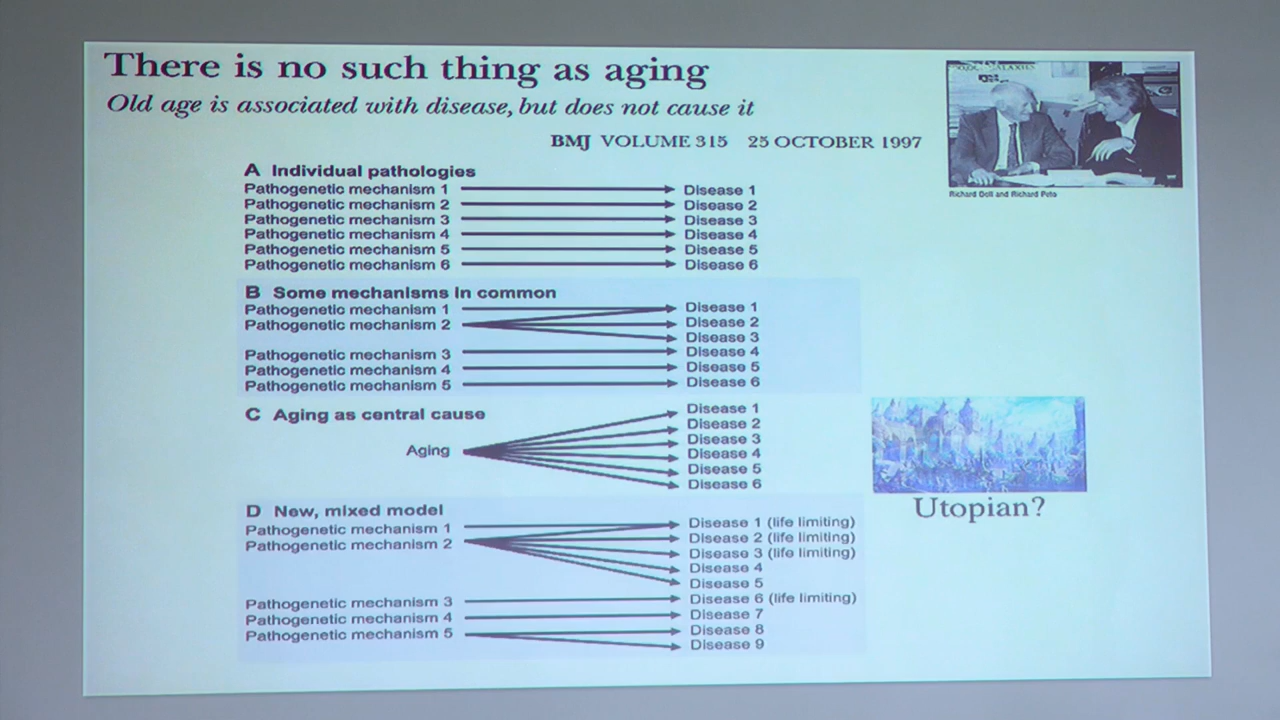 There is no such thing as aging
Old age is associated with disease, but does not cause it
BMJ VOLUME 315 25 OCTOBER 1997
Richard Doll and Richard Peto
A Individual pathologies
Pathogenetic mechanism 1 Disease 1
Pathogenetic mechanism 2 Disease 2
Pathogenetic mechanism 3 Disease 3
Pathogenetic mechanism 4 Disease 4
Pathogenetic mechanism 5 Disease 5
Pathogenetic mechanism 6 Disease 6
B Some mechanisms in common
Pathogenetic mechanism 1 Disease 1
Pathogenetic mechanism 2 Disease 2
Disease 3
Pathogenetic mechanism 3 Disease 4
Pathogenetic mechanism 4 Disease 5
Pathogenetic mechanism 5 Disease 6
C Aging as central cause
Disease 1
Disease 2
Disease 3
Aging Disease 4
Disease 5
Disease 6
Utopian?
D New, mixed model
Pathogenetic mechanism 1 Disease 1 (life limiting)
Pathogenetic mechanism 2 Disease 2 (life limiting)
Disease 3 (life limiting)
Disease 4
Disease 5
Pathogenetic mechanism 3 Disease 6 (life limiting)
Pathogenetic mechanism 4 Disease 7
Pathogenetic mechanism 5 Disease 8
Disease 9